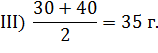 III) (30 + 40)/2 = 35 г.